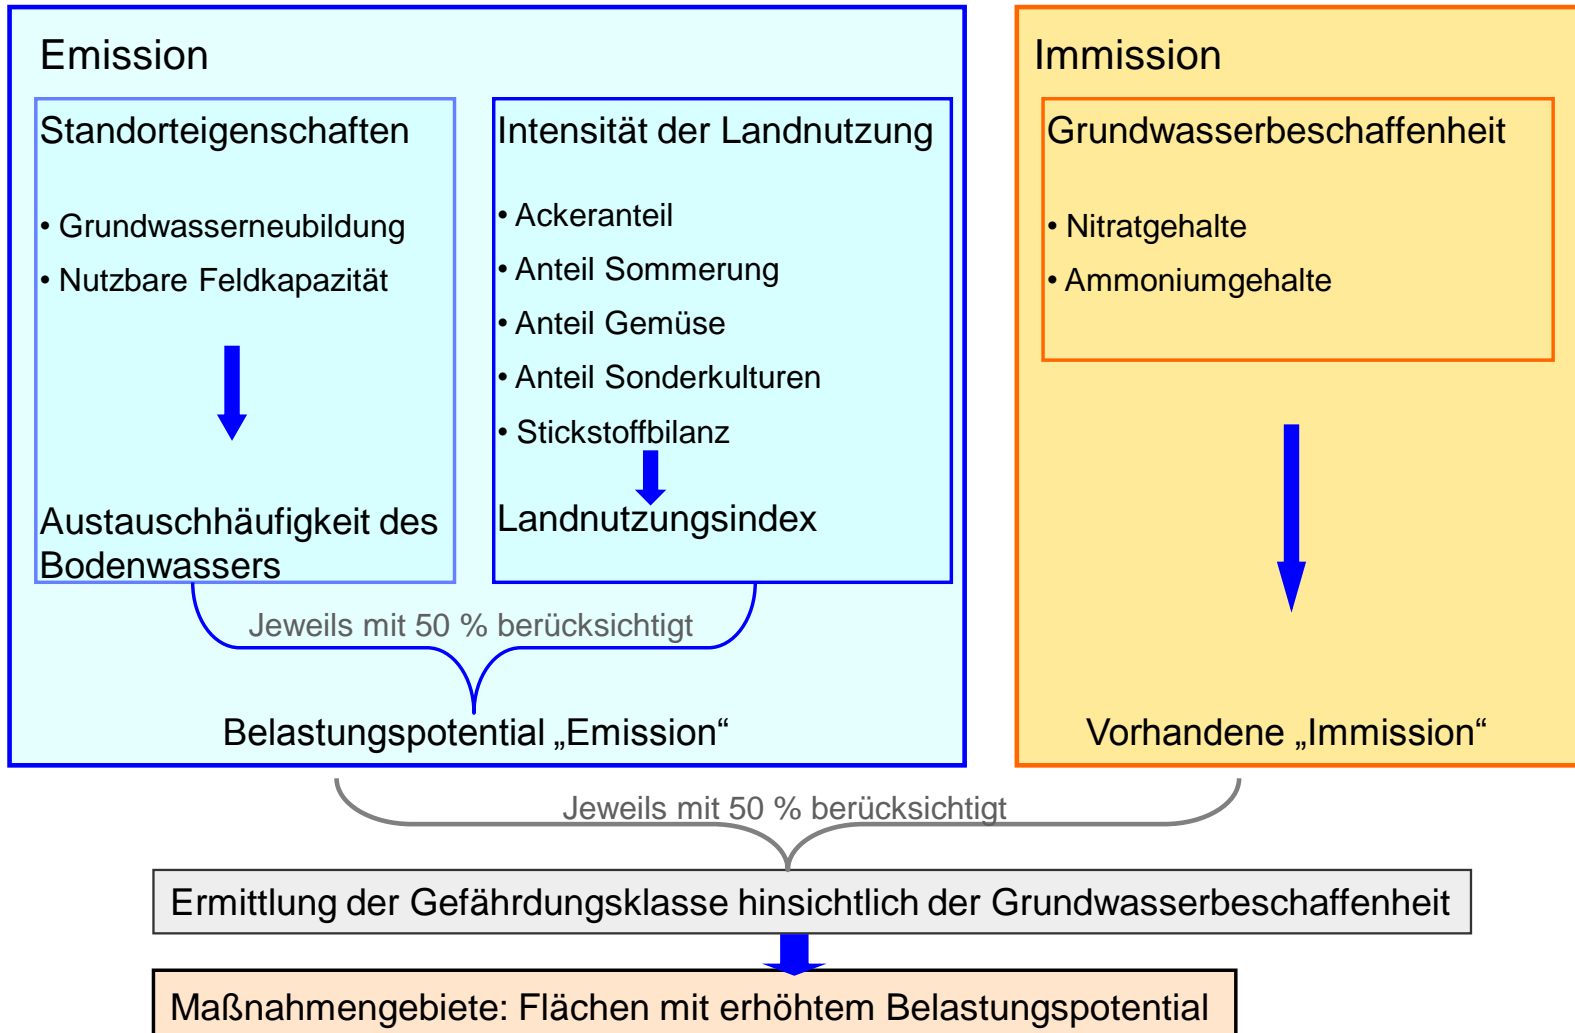 Emission
Standorteigenschaften
• Grundwasserneubildung
• Nutzbare Feldkapazität
Austauschhäufigkeit des
Bodenwassers
Intensität der Landnutzung
• Ackeranteil
• Anteil Sommerung
• Anteil Gemüse
• Anteil Sonderkulturen
• Stickstoffbilanz
Landnutzungsindex
Jeweils mit 50 % berücksichtigt
Belastungspotential „Emission“
Immission
Grundwasserbeschaffenheit
• Nitratgehalte
• Ammoniumgehalte
Vorhandene „Immission“
Jeweils mit 50 % berücksichtigt
Ermittlung der Gefährdungsklasse hinsichtlich der Grundwasserbeschaffenheit
Maßnahmengebiete: Flächen mit erhöhtem Belastungspotential